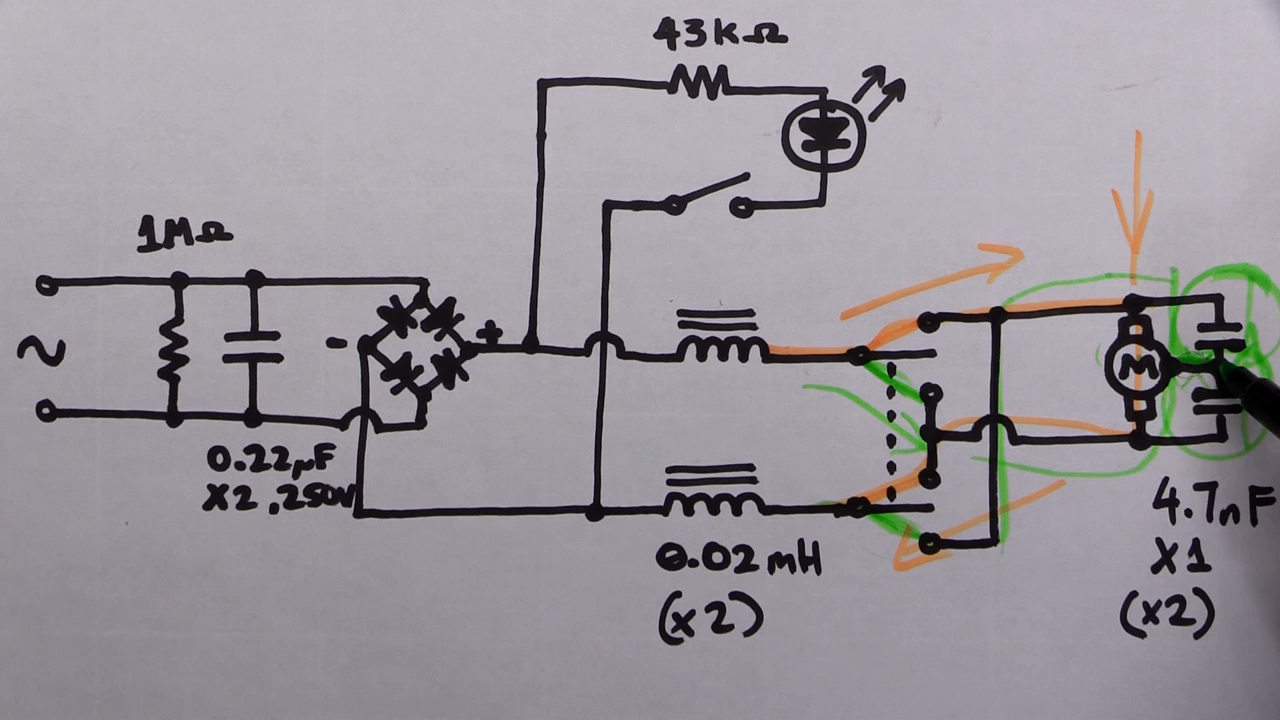 43kΩ
1MΩ
~
-
+
M
0.22μF
X2, 250V
0.02mH
(x2)
4.7nF
X1
(x2)